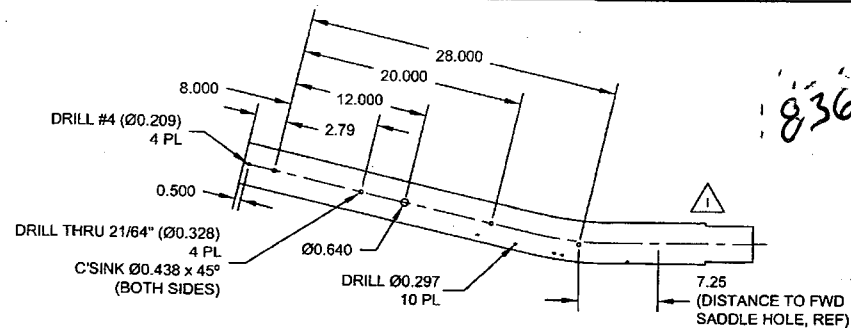 28.000
20.000
8.000
12.000
2.79
DRILL #4 (Ø0.209)
4 PL
0.500
DRILL THRU 21/64" (Ø0.328)
4 PL
C'SINK Ø0.438 x 45°
(BOTH SIDES)
Ø0.640
DRILL Ø0.297
10 PL
7.25
(DISTANCE TO FWD
SADDLE HOLE, REF)
1
836